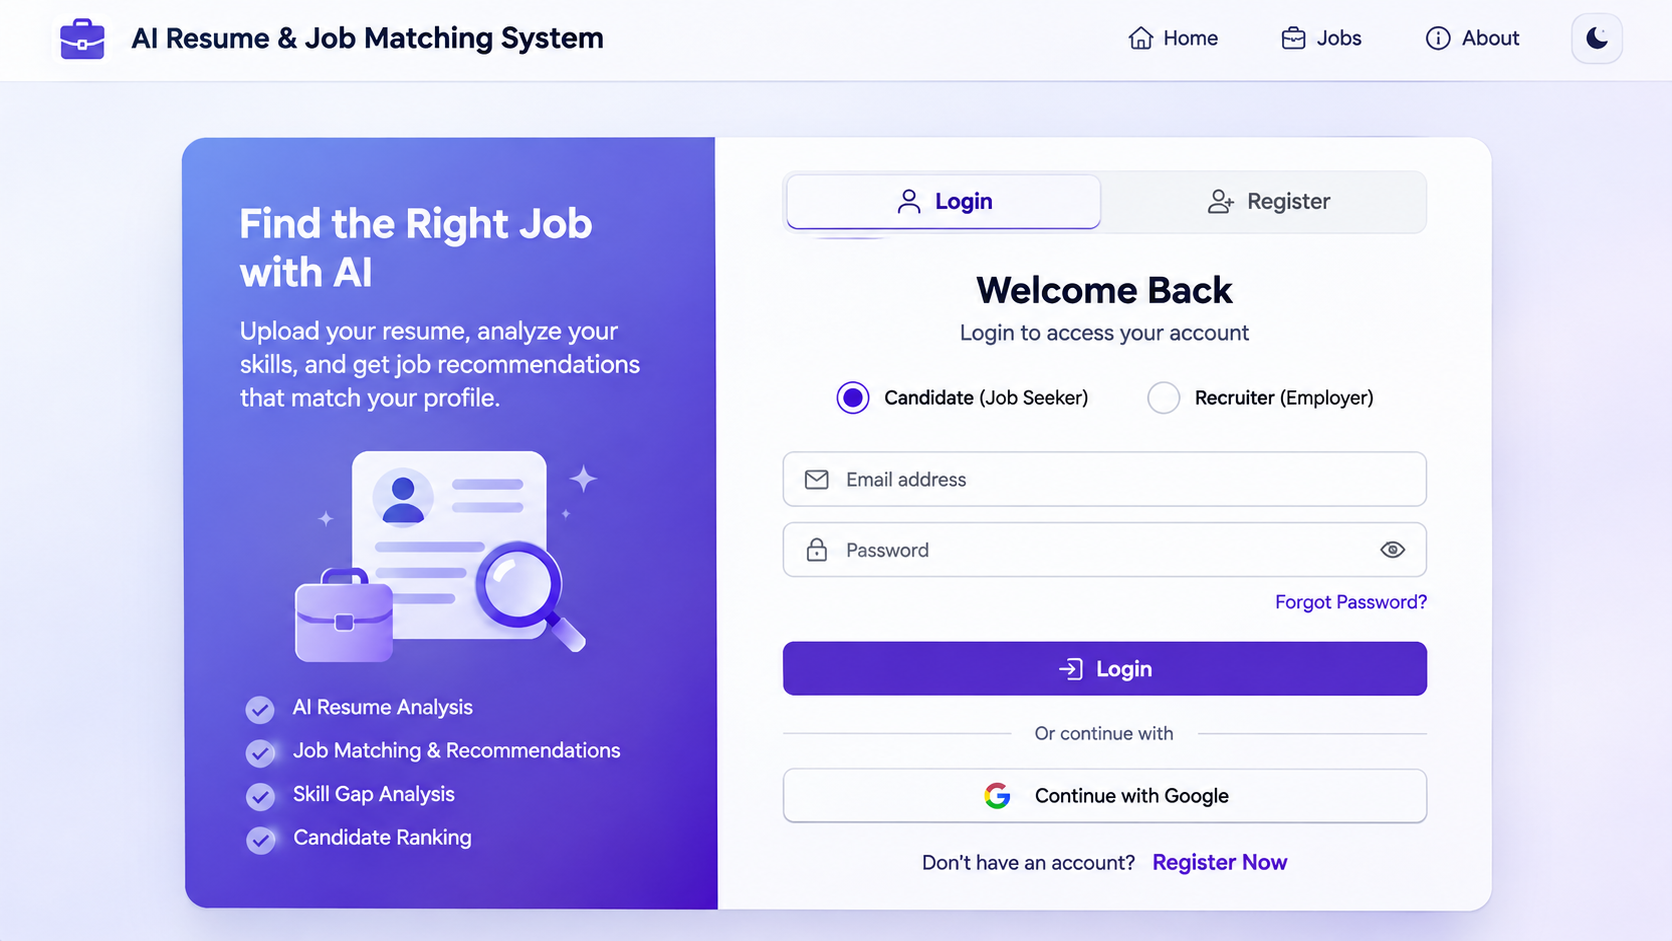 AI Resume & Job Matching System
Home
Jobs
About
Find the Right Job
with AI
Upload your resume, analyze your
skills, and get job recommendations
that match your profile.
AI Resume Analysis
Job Matching & Recommendations
Skill Gap Analysis
Candidate Ranking
Login
Register
Welcome Back
Login to access your account
Candidate (Job Seeker)
Recruiter (Employer)
Email address
Password
Forgot Password?
Login
Or continue with
Continue with Google
Don't have an account? Register Now